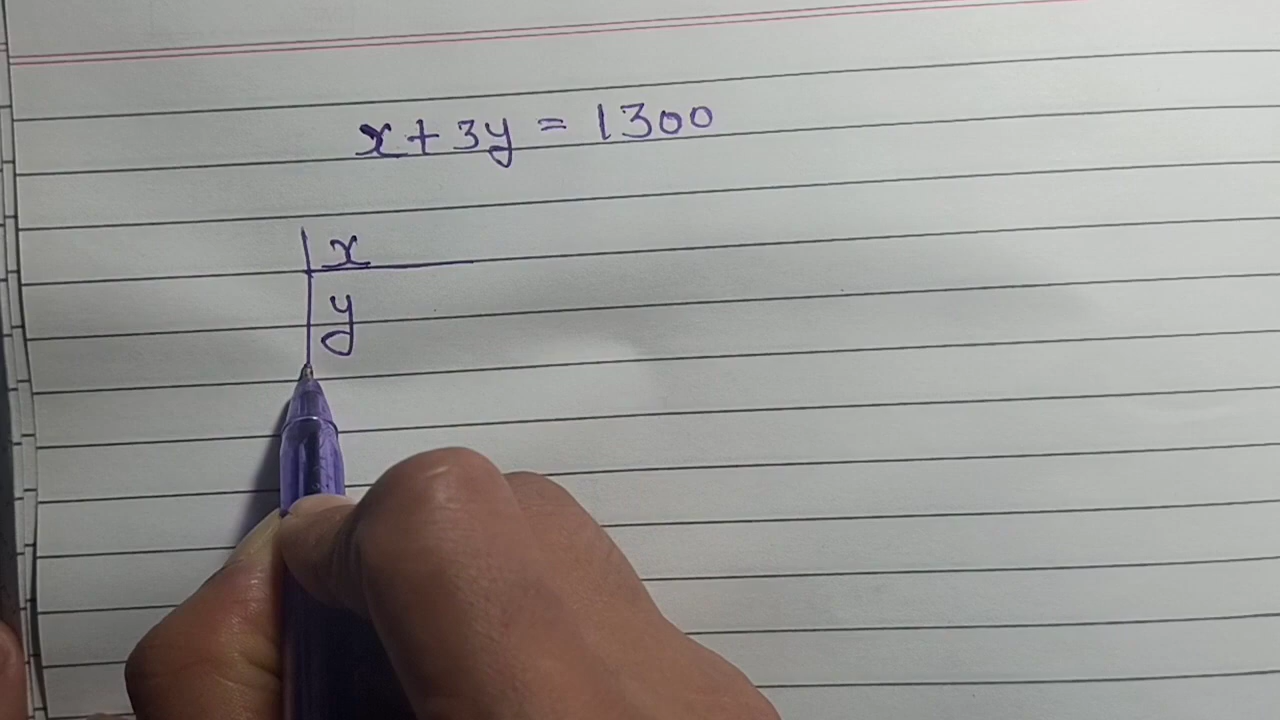 x + 3y = 1300
x
y